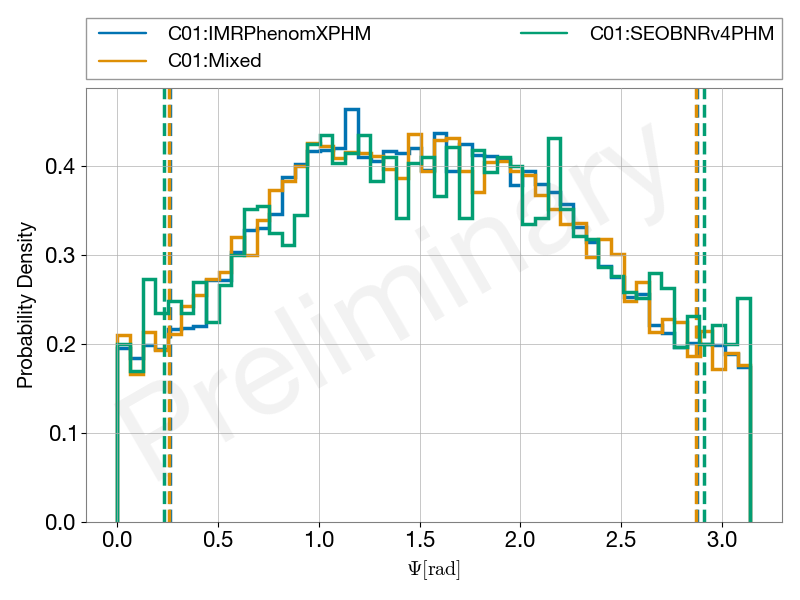 C01:IMRPhenomXPHM
C01:Mixed
C01:SEOBNRv4PHM
Probability Density
0.4
0.3
0.2
0.1
0.0
Preliminary
0.0 0.5 1.0 1.5 2.0 2.5 3.0
Ψ[rad]